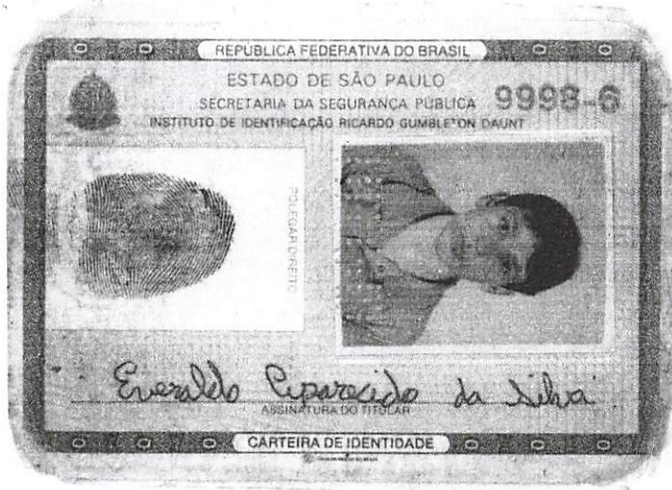 REPÚBLICA FEDERATIVA DO BRASIL
ESTADO DE SÃO PAULO
SECRETARIA DA SEGURANÇA PÚBLICA 9998-6
INSTITUTO DE IDENTIFICAÇÃO RICARDO GUMBLETON DAUNT
POLEGAR DIREITO
Everaldo Aparecido da Silva
ASSINATURA DO TITULAR
CARTEIRA DE IDENTIDADE